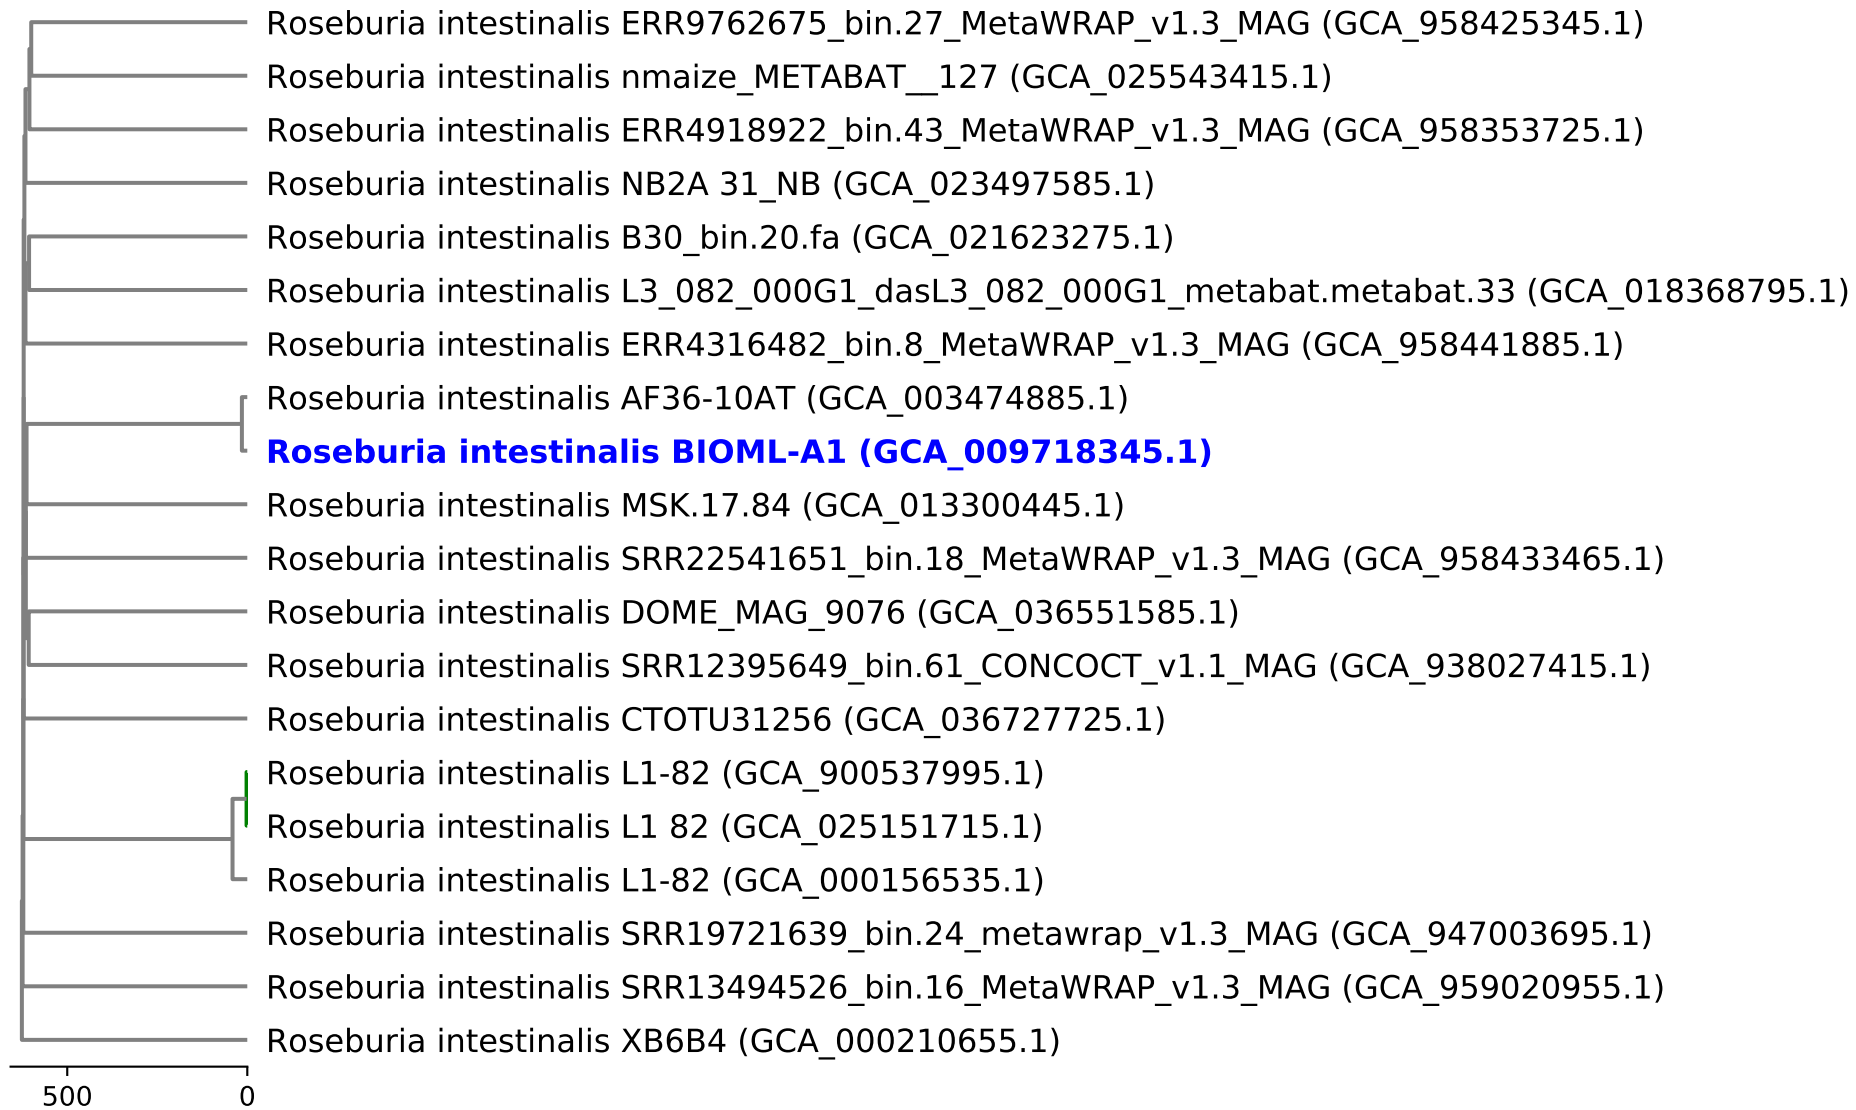 Roseburia intestinalis ERR9762675_bin.27_MetaWRAP_v1.3_MAG (GCA_958425345.1)
Roseburia intestinalis nmaize_METABAT__127 (GCA_025543415.1)
Roseburia intestinalis ERR4918922_bin.43_MetaWRAP_v1.3_MAG (GCA_958353725.1)
Roseburia intestinalis NB2A 31_NB (GCA_023497585.1)
Roseburia intestinalis B30_bin.20.fa (GCA_021623275.1)
Roseburia intestinalis L3_082_000G1_dasL3_082_000G1_metabat.metabat.33 (GCA_018368795.1)
Roseburia intestinalis ERR4316482_bin.8_MetaWRAP_v1.3_MAG (GCA_958441885.1)
Roseburia intestinalis AF36-10AT (GCA_003474885.1)
Roseburia intestinalis BIOML-A1 (GCA_009718345.1)
Roseburia intestinalis MSK.17.84 (GCA_013300445.1)
Roseburia intestinalis SRR22541651_bin.18_MetaWRAP_v1.3_MAG (GCA_958433465.1)
Roseburia intestinalis DOME_MAG_9076 (GCA_036551585.1)
Roseburia intestinalis SRR12395649_bin.61_CONCOCT_v1.1_MAG (GCA_938027415.1)
Roseburia intestinalis CTOTU31256 (GCA_036727725.1)
Roseburia intestinalis L1-82 (GCA_900537995.1)
Roseburia intestinalis L1 82 (GCA_025151715.1)
Roseburia intestinalis L1-82 (GCA_000156535.1)
Roseburia intestinalis SRR19721639_bin.24_metawrap_v1.3_MAG (GCA_947003695.1)
Roseburia intestinalis SRR13494526_bin.16_MetaWRAP_v1.3_MAG (GCA_959020955.1)
Roseburia intestinalis XB6B4 (GCA_000210655.1)
500 0